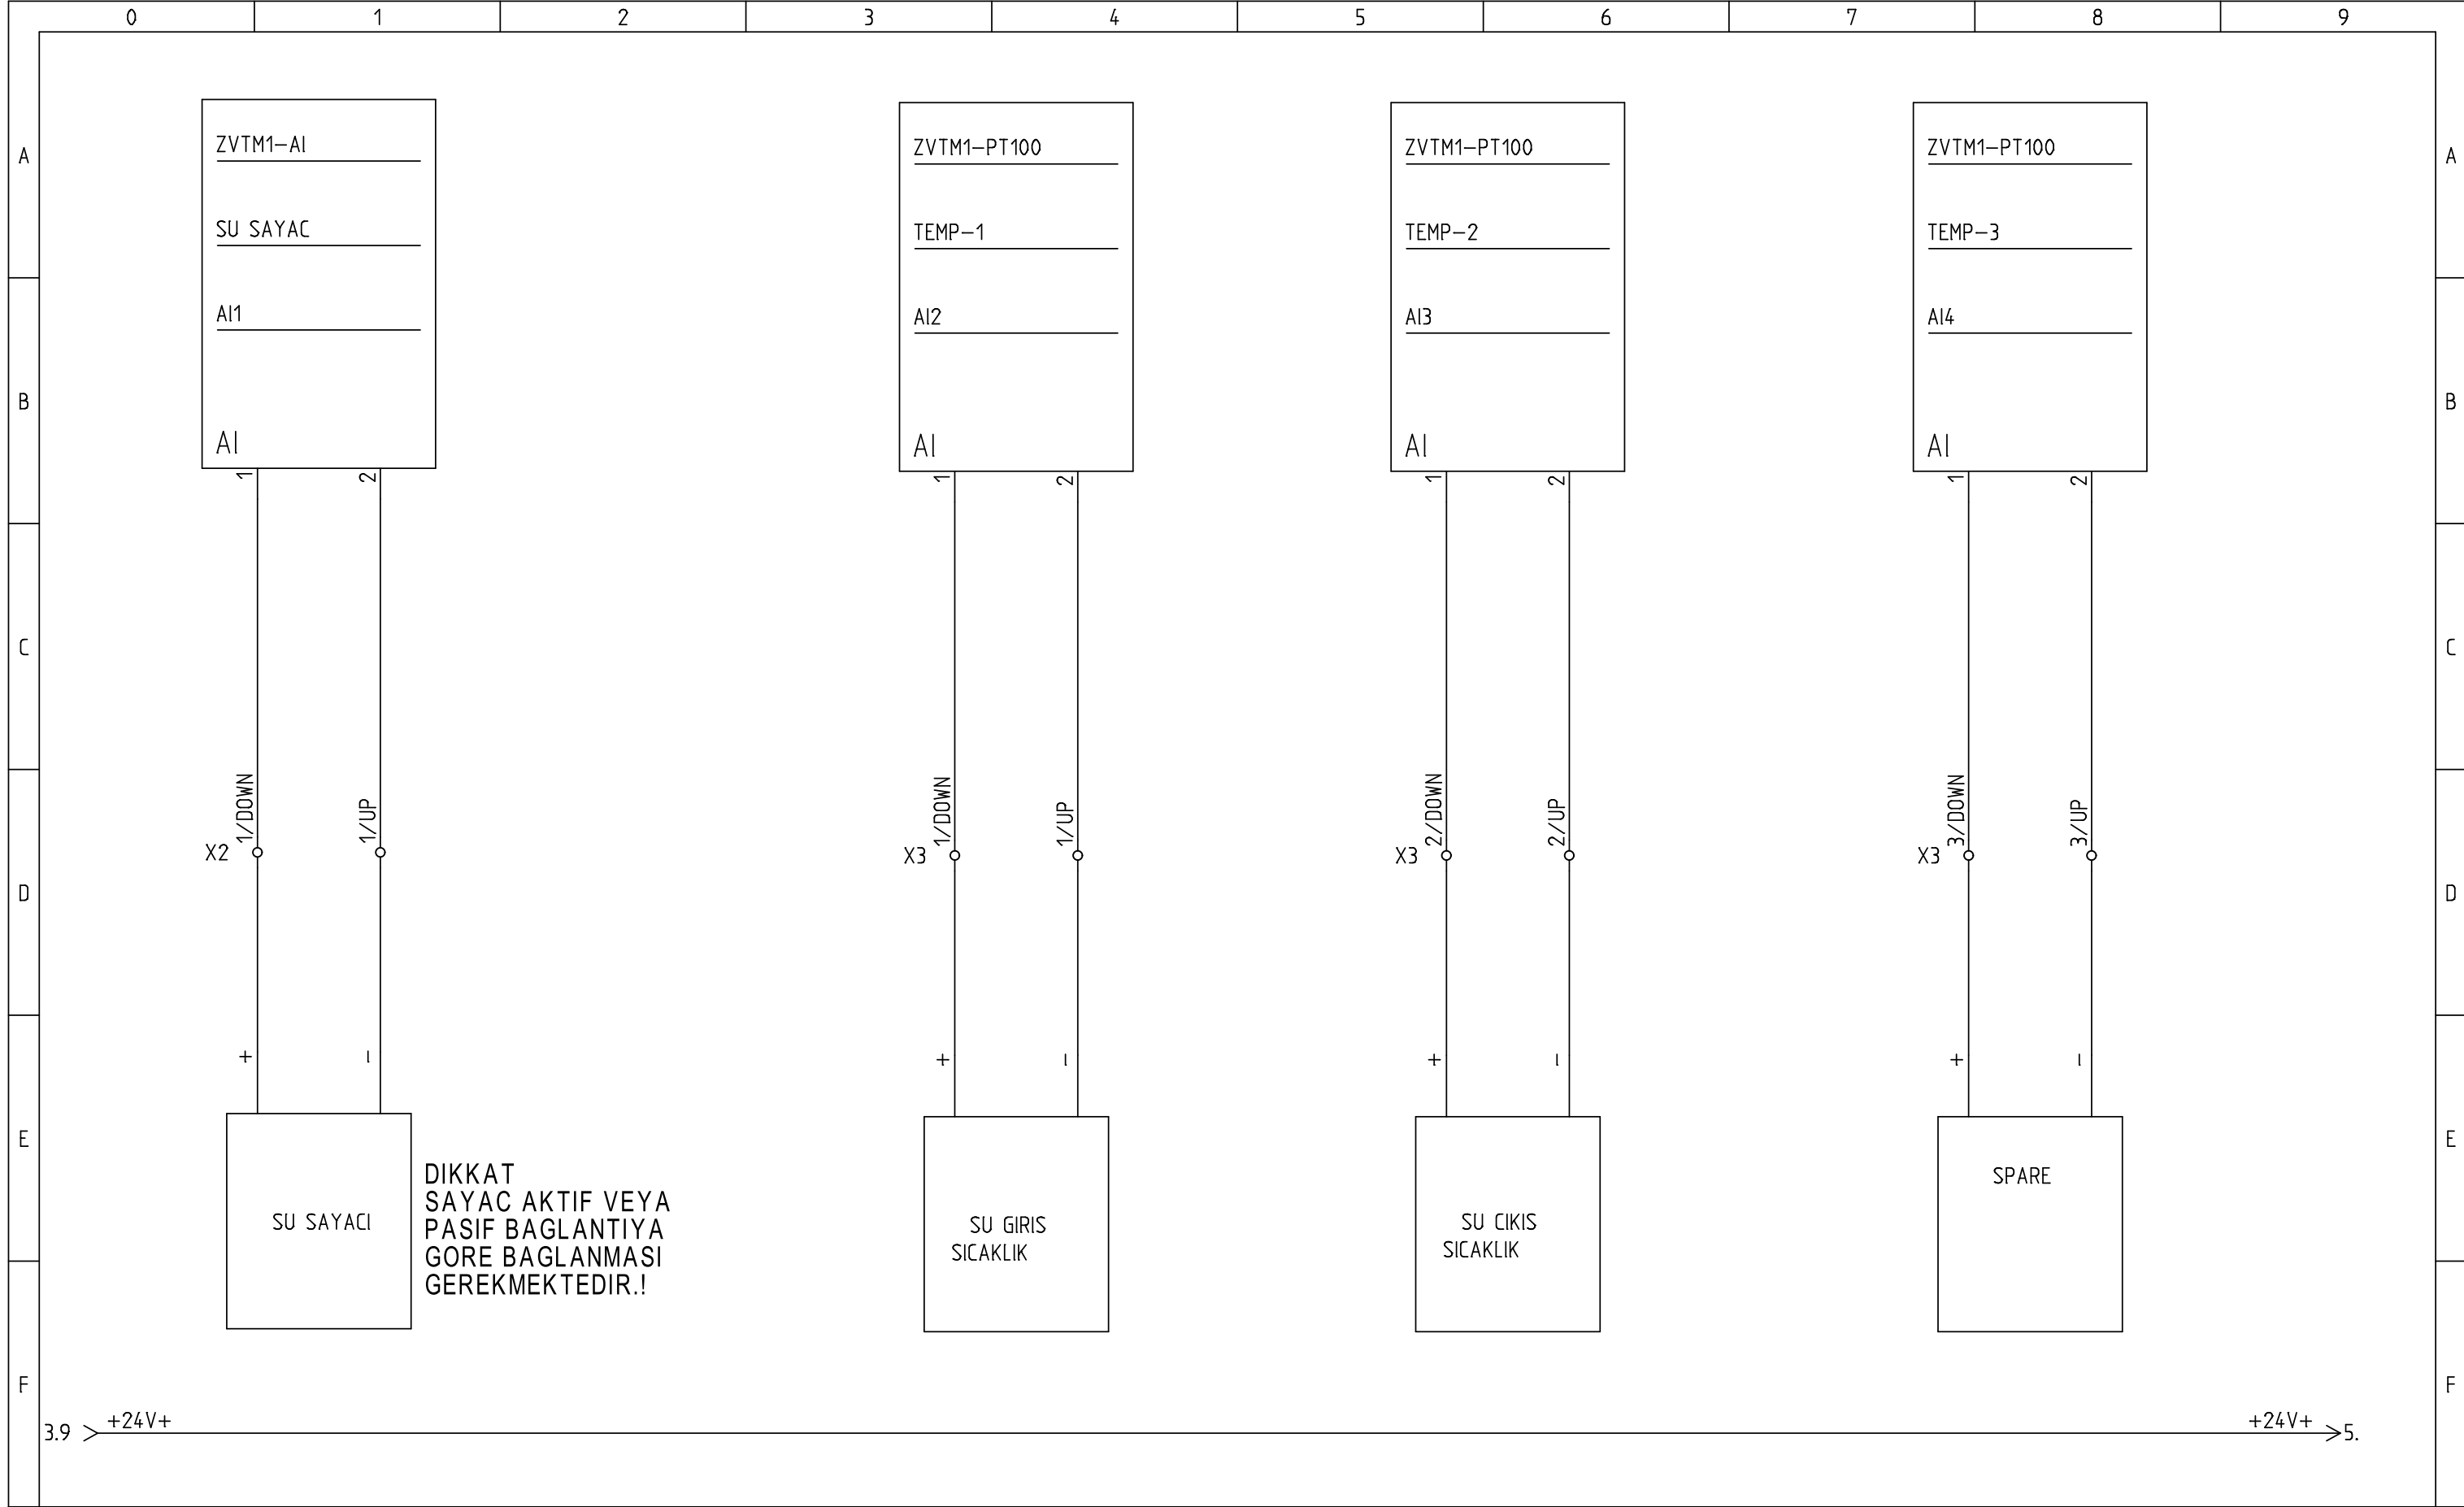 0 1 2 3 4 5 6 7 8 9
A A
ZVTM1-AI
SU SAYAC
AI1
AI
1 2
ZVTM1-PT100
TEMP-1
AI2
AI
1 2
ZVTM1-PT100
TEMP-2
AI3
AI
1 2
ZVTM1-PT100
TEMP-3
AI4
AI
1 2
B B
C C
X2 1/DOWN 1/UP
X3 1/DOWN 1/UP
X3 2/DOWN 2/UP
X3 3/DOWN 3/UP
D D
+ -
+ -
+ -
+ -
E E
SU SAYACI
DIKKAT
SAYAC AKTIF VEYA
PASIF BAGLANTIYA
GORE BAGLANMASI
GEREKMEKTEDIR.!
SU GIRIS
SICAKLIK
SU CIKIS
SICAKLIK
SPARE
F F
3.9 +24V+ +24V+ 5.